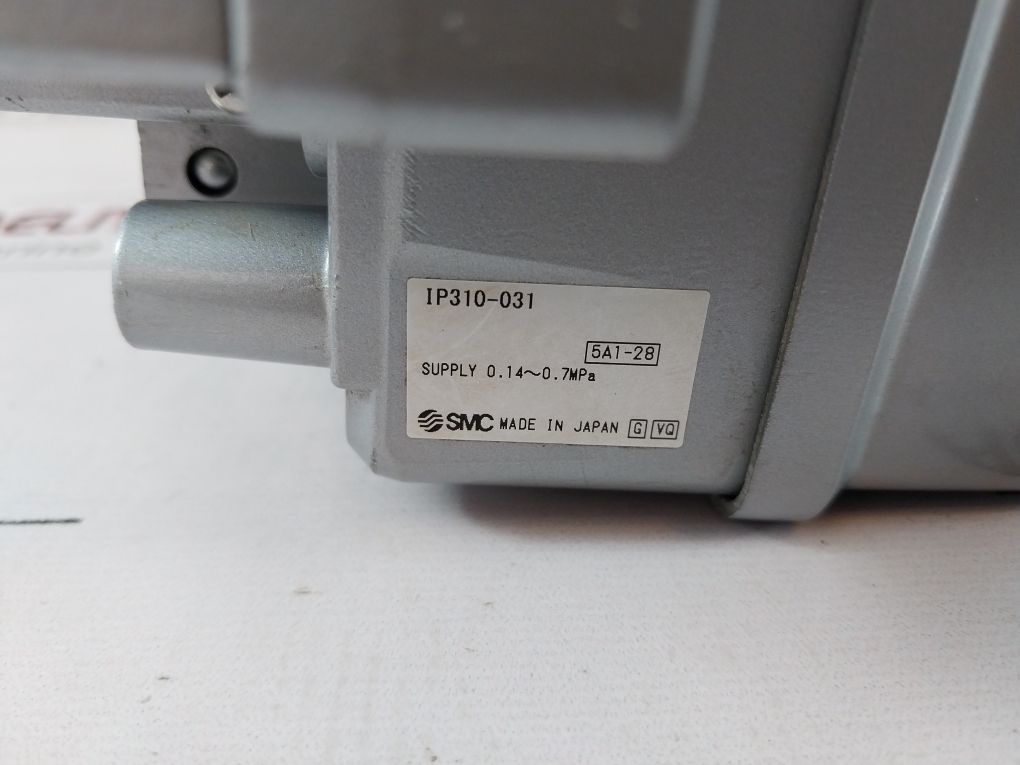 IP310-031
5A1-28
SUPPLY 0.14～0.7MPa
SMC MADE IN JAPAN G VQ